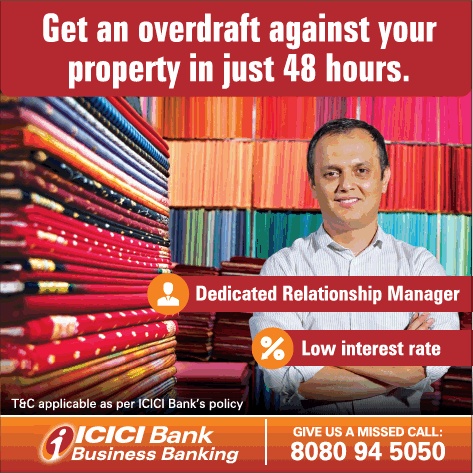 Get an overdraft against your
property in just 48 hours.
Dedicated Relationship Manager
% Low interest rate
T&C applicable as per ICICI Bank's policy
i ICICI Bank
Business Banking
GIVE US A MISSED CALL:
8080 94 5050